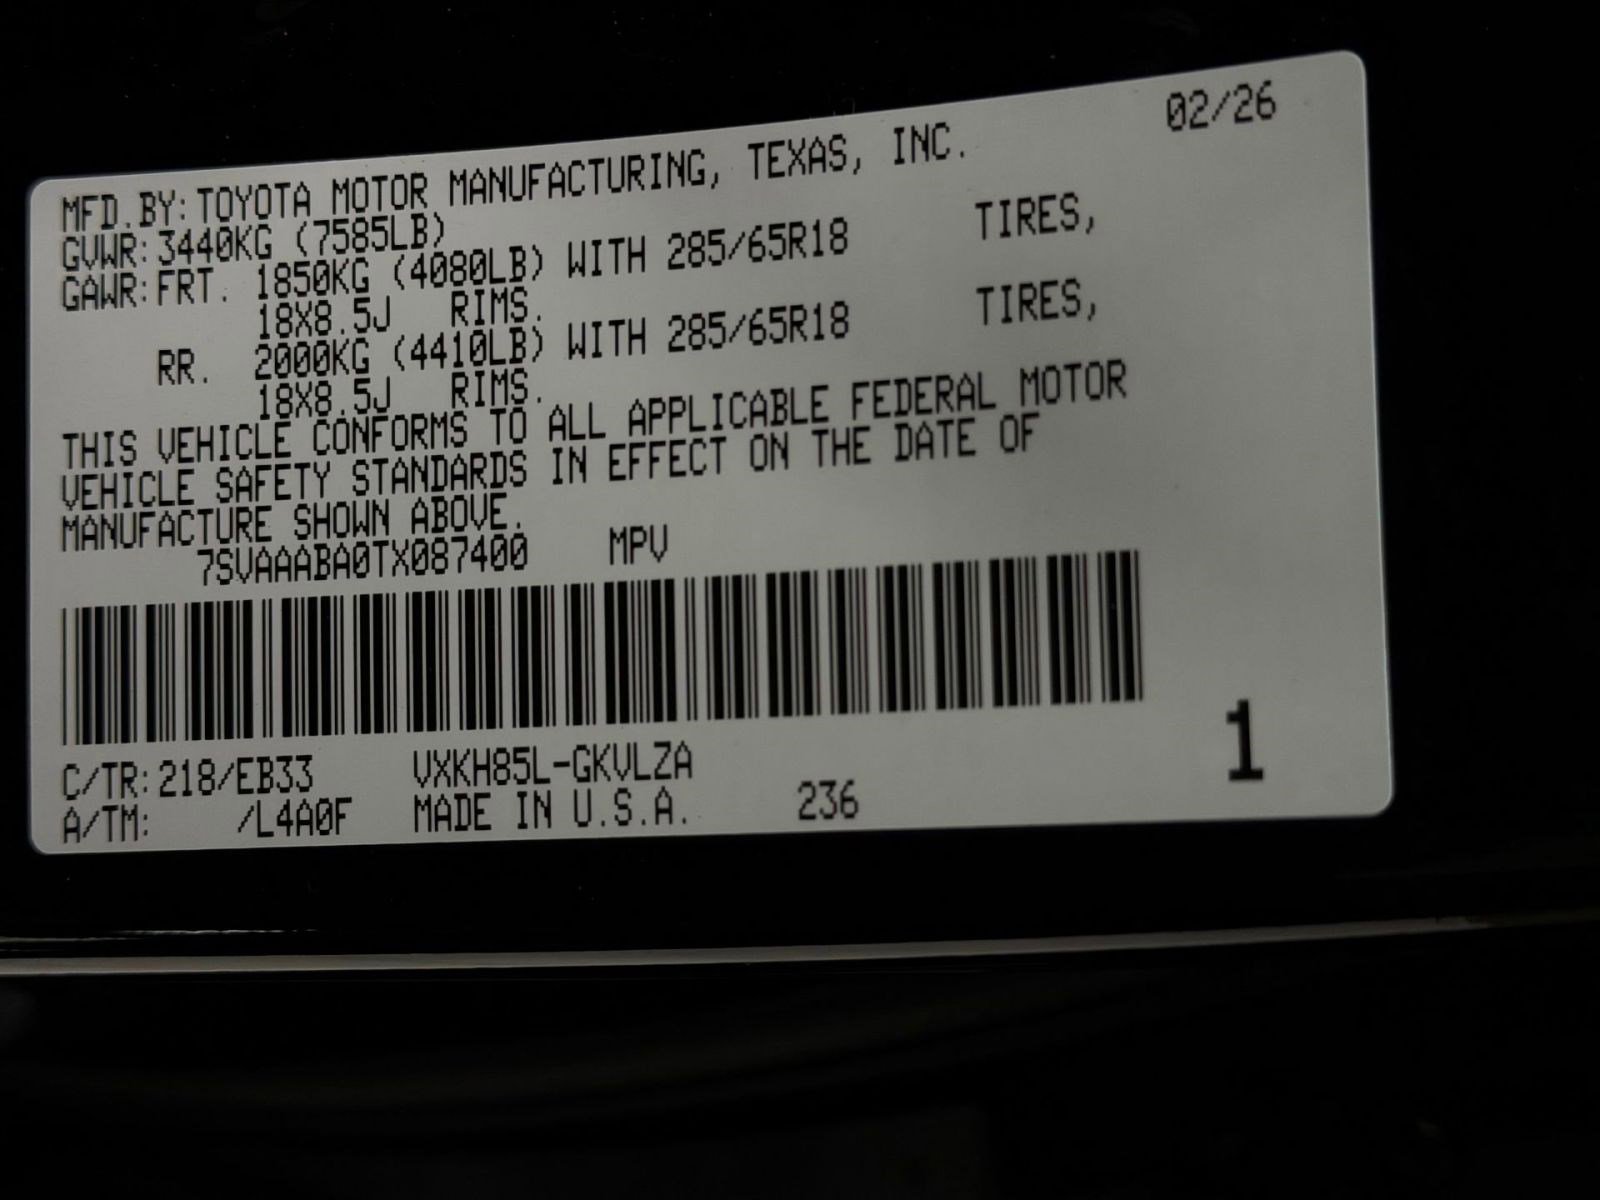 02/26
MFD.BY:TOYOTA MOTOR MANUFACTURING, TEXAS, INC.
GVWR:3440KG (7585LB)
GAWR:FRT. 1850KG (4080LB) WITH 285/65R18 TIRES,
18X8.5J RIMS.
RR. 2000KG (4410LB) WITH 285/65R18 TIRES,
18X8.5J RIMS.
THIS VEHICLE CONFORMS TO ALL APPLICABLE FEDERAL MOTOR
VEHICLE SAFETY STANDARDS IN EFFECT ON THE DATE OF
MANUFACTURE SHOWN ABOVE.
7SVAAABA0TX087400 MPV
C/TR:218/EB33 VXKH85L-GKVLZA
A/TM: /L4A0F MADE IN U.S.A. 236
1